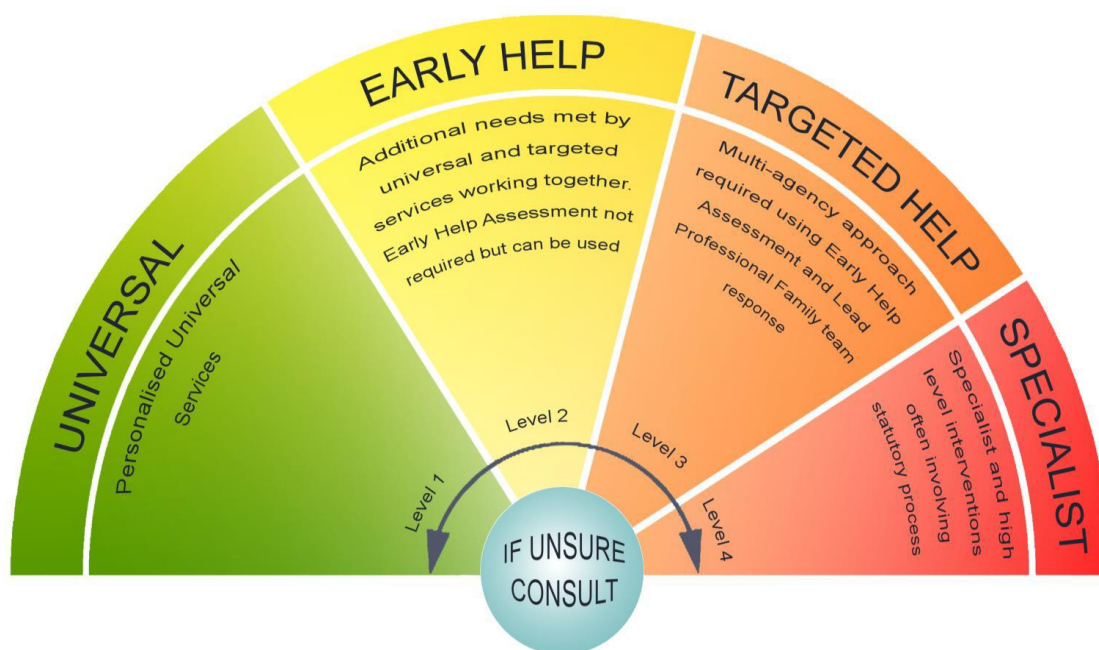 UNIVERSAL
Personalised Universal
Services
Level 1
EARLY HELP
Additional needs met by
universal and targeted
services working together.
Early Help Assessment not
required but can be used
Level 2
TARGETED HELP
Multi-agency approach
required using Early Help
Assessment and Lead
Professional Family team
response
Level 3
SPECIALIST
Specialist and high
level interventions
often involving
statutory process
Level 4
IF UNSURE
CONSULT